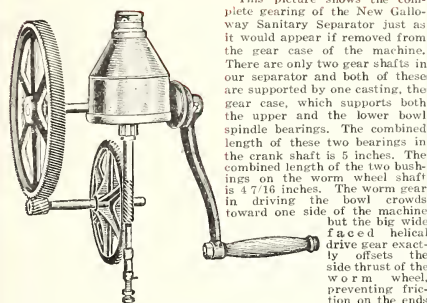 This picture shows the com-
plete gearing of the New Gallo-
way Sanitary Separator just as
it would appear if removed from
the gear case of the machine.
There are only two gear shafts in
our separator and both of these
are supported by one casting, the
gear case, which supports both
the upper and the lower bowl
spindle bearings. The combined
length of these two bearings in
the crank shaft is 5 inches. The
combined length of the two bush-
ings on the worm wheel shaft
is 4 7/16 inches. The worm gear
in driving the bowl crowds
toward one side of the machine
but the big wide
faced helical
drive gear exact-
ly offsets the
side thrust of the
worm wheel,
preventing fric-
tion on the ends